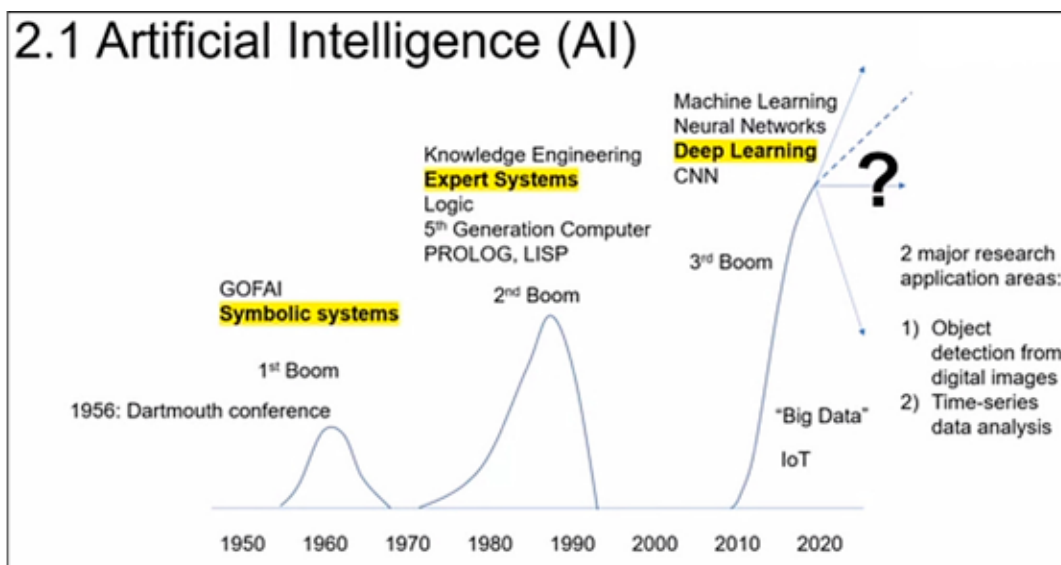 2.1 Artificial Intelligence (AI)
Machine Learning
Neural Networks
Deep Learning
CNN
?
Knowledge Engineering
Expert Systems
Logic
5th Generation Computer
PROLOG, LISP
2nd Boom
3rd Boom
2 major research
application areas:
1) Object
detection from
digital images
2) Time-series
data analysis
GOFAI
Symbolic systems
1st Boom
1956: Dartmouth conference
"Big Data"
IoT
1950 1960 1970 1980 1990 2000 2010 2020